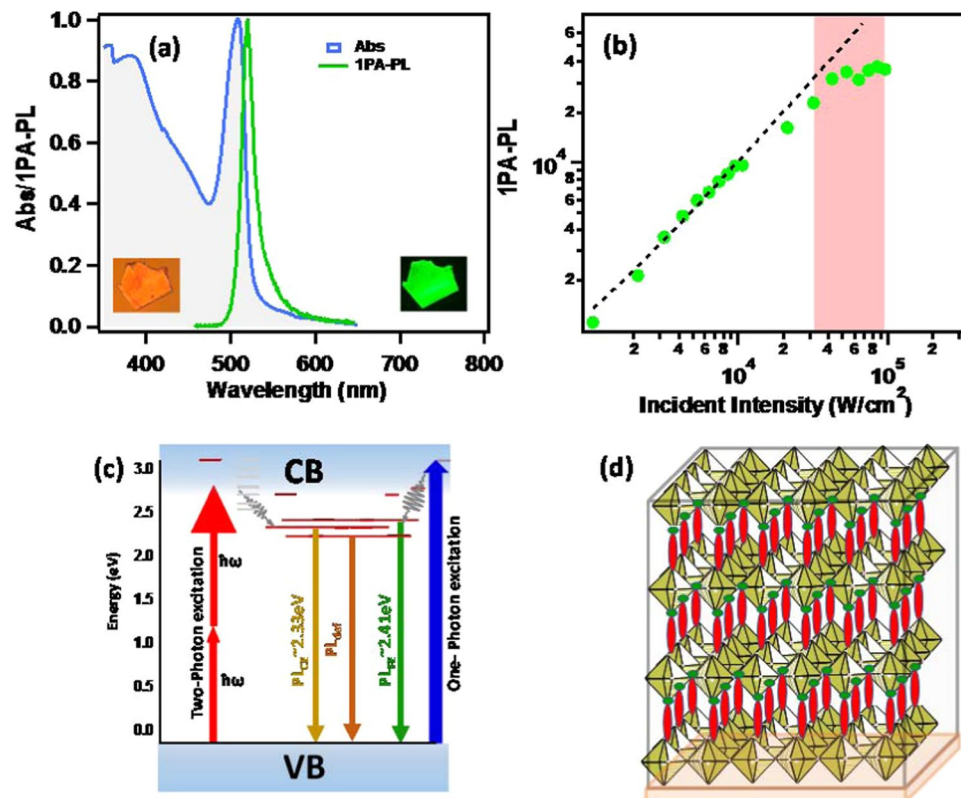 (a)
Abs
1PA-PL
Abs/1PA-PL
1.0
0.8
0.6
0.4
0.2
0.0
400
500
600
700
800
Wavelength (nm)
(b)
1PA-PL
6
4
2
10⁴
8
6
4
2
2
4
6
8
10⁴
2
4
6
8
10⁵
2
Incident Intensity (W/cm²)
(c)
CB
Energy (eV)
3.0
2.5
2.0
1.5
1.0
0.5
0.0
Two-Photon excitation
ħω
ħω
PL~2.33eV
PLdef
PL~2.41eV
One- Photon excitation
VB
(d)